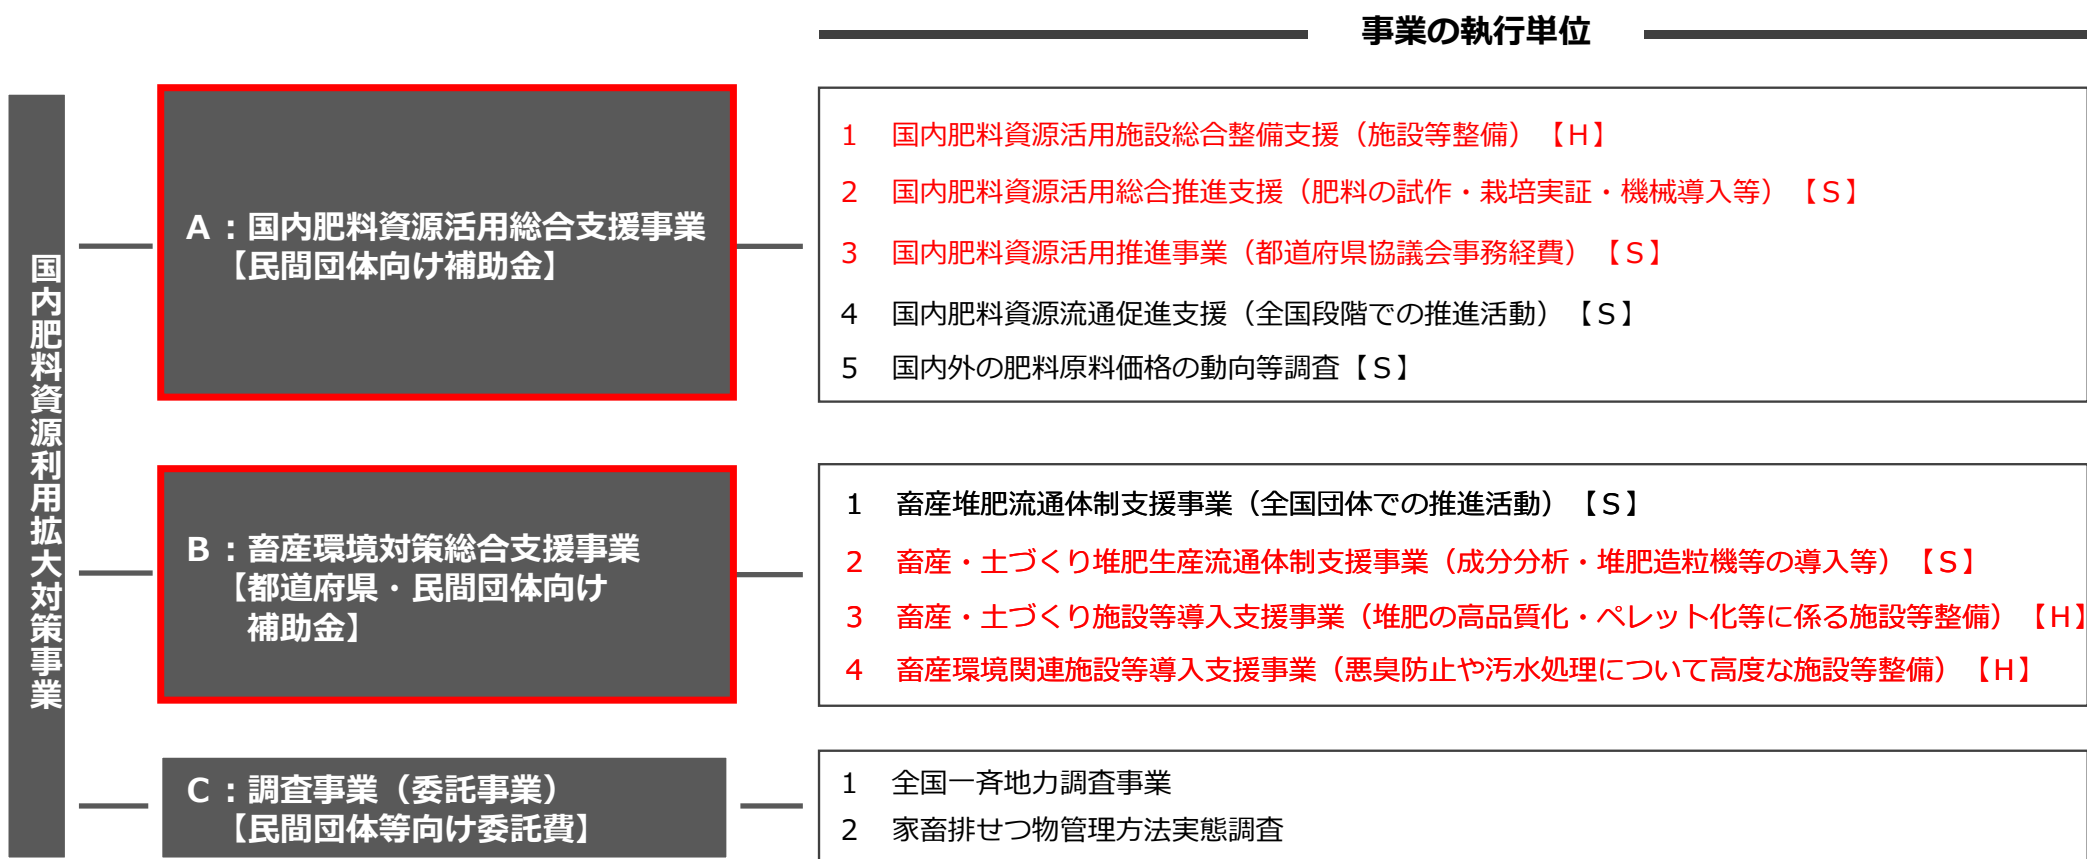 事業の執行単位
国内肥料資源利用拡大対策事業
A：国内肥料資源活用総合支援事業
【民間団体向け補助金】
1 国内肥料資源活用施設総合整備支援（施設等整備）【H】
2 国内肥料資源活用総合推進支援（肥料の試作・栽培実証・機械導入等）【S】
3 国内肥料資源活用推進事業（都道府県協議会事務経費）【S】
4 国内肥料資源流通促進支援（全国段階での推進活動）【S】
5 国内外の肥料原料価格の動向等調査【S】
B：畜産環境対策総合支援事業
【都道府県・民間団体向け
補助金】
1 畜産堆肥流通体制支援事業（全国団体での推進活動）【S】
2 畜産・土づくり堆肥生産流通体制支援事業（成分分析・堆肥造粒機等の導入等）【S】
3 畜産・土づくり施設等導入支援事業（堆肥の高品質化・ペレット化等に係る施設等整備）【H】
4 畜産環境関連施設等導入支援事業（悪臭防止や汚水処理について高度な施設等整備）【H】
C：調査事業（委託事業）
【民間団体等向け委託費】
1 全国一斉地力調査事業
2 家畜排せつ物管理方法実態調査